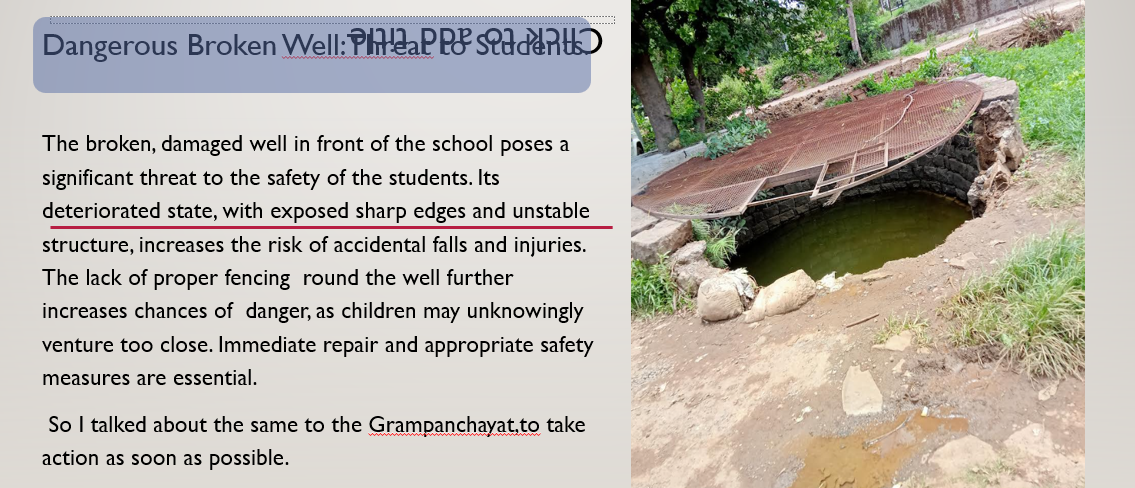 Click to add title
Dangerous Broken Well: Threat to Students
The broken, damaged well in front of the school poses a
significant threat to the safety of the students. Its
deteriorated state, with exposed sharp edges and unstable
structure, increases the risk of accidental falls and injuries.
The lack of proper fencing  round the well further
increases chances of  danger, as children may unknowingly
venture too close. Immediate repair and appropriate safety
measures are essential.
So I talked about the same to the Grampanchayat,to take
action as soon as possible.